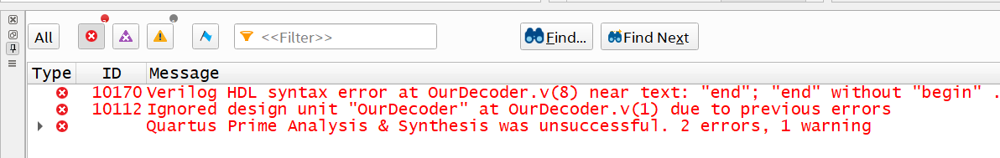 All
<<Filter>>
Find...
Find Next
Type ID Message
10170 Verilog HDL syntax error at OurDecoder.v(8) near text: "end"; "end" without "begin" .
10112 Ignored design unit "OurDecoder" at OurDecoder.v(1) due to previous errors
Quartus Prime Analysis & Synthesis was unsuccessful. 2 errors, 1 warning